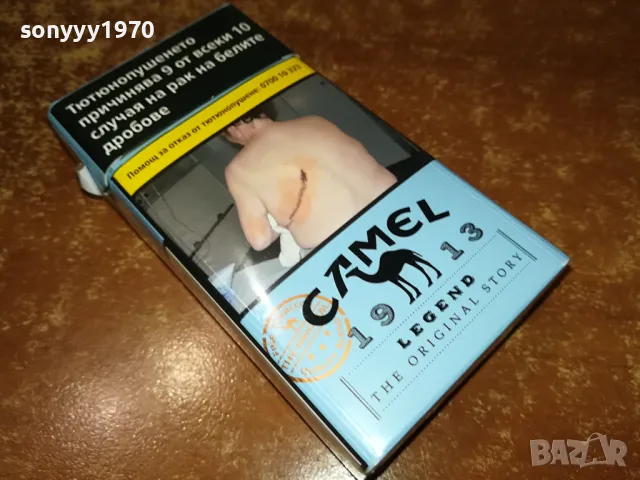 sonyyy1970
Тютюнопушенето
причинява 9 от всеки 10
случая на рак на белите
дробове
Помощ за отказ от тютюнопушене: 0700 10 323
CAMEL
19 13
LEGEND
THE ORIGINAL STORY
BAZAR